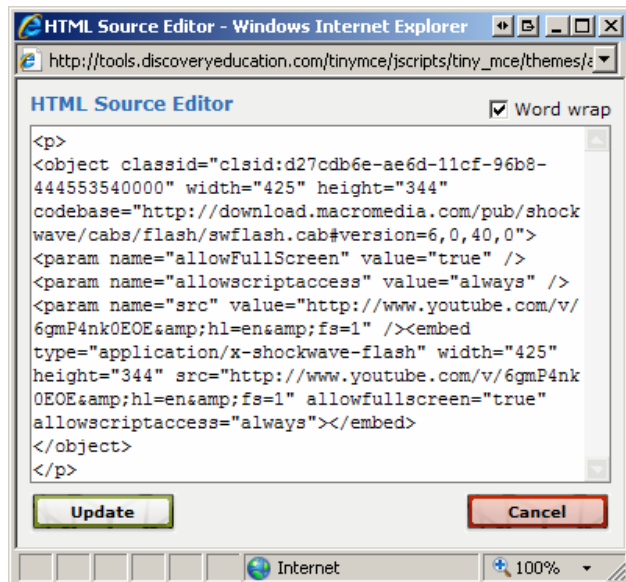 HTML Source Editor - Windows Internet Explorer
http://tools.discoveryeducation.com/tinymce/jscripts/tiny_mce/themes/a
HTML Source Editor
Word wrap
<p>
<object classid="clsid:d27cdb6e-ae6d-11cf-96b8-
444553540000" width="425" height="344"
codebase="http://download.macromedia.com/pub/shock
wave/cabs/flash/swflash.cab#version=6,0,40,0">
<param name="allowFullScreen" value="true" />
<param name="allowscriptaccess" value="always" />
<param name="src" value="http://www.youtube.com/v/
6gmP4nk0EOE&amp;hl=en&amp;fs=1" /><embed
type="application/x-shockwave-flash" width="425"
height="344" src="http://www.youtube.com/v/6gmP4nk
0EOE&amp;hl=en&amp;fs=1" allowfullscreen="true"
allowscriptaccess="always"></embed>
</object>
</p>
Update
Cancel
Internet
100%